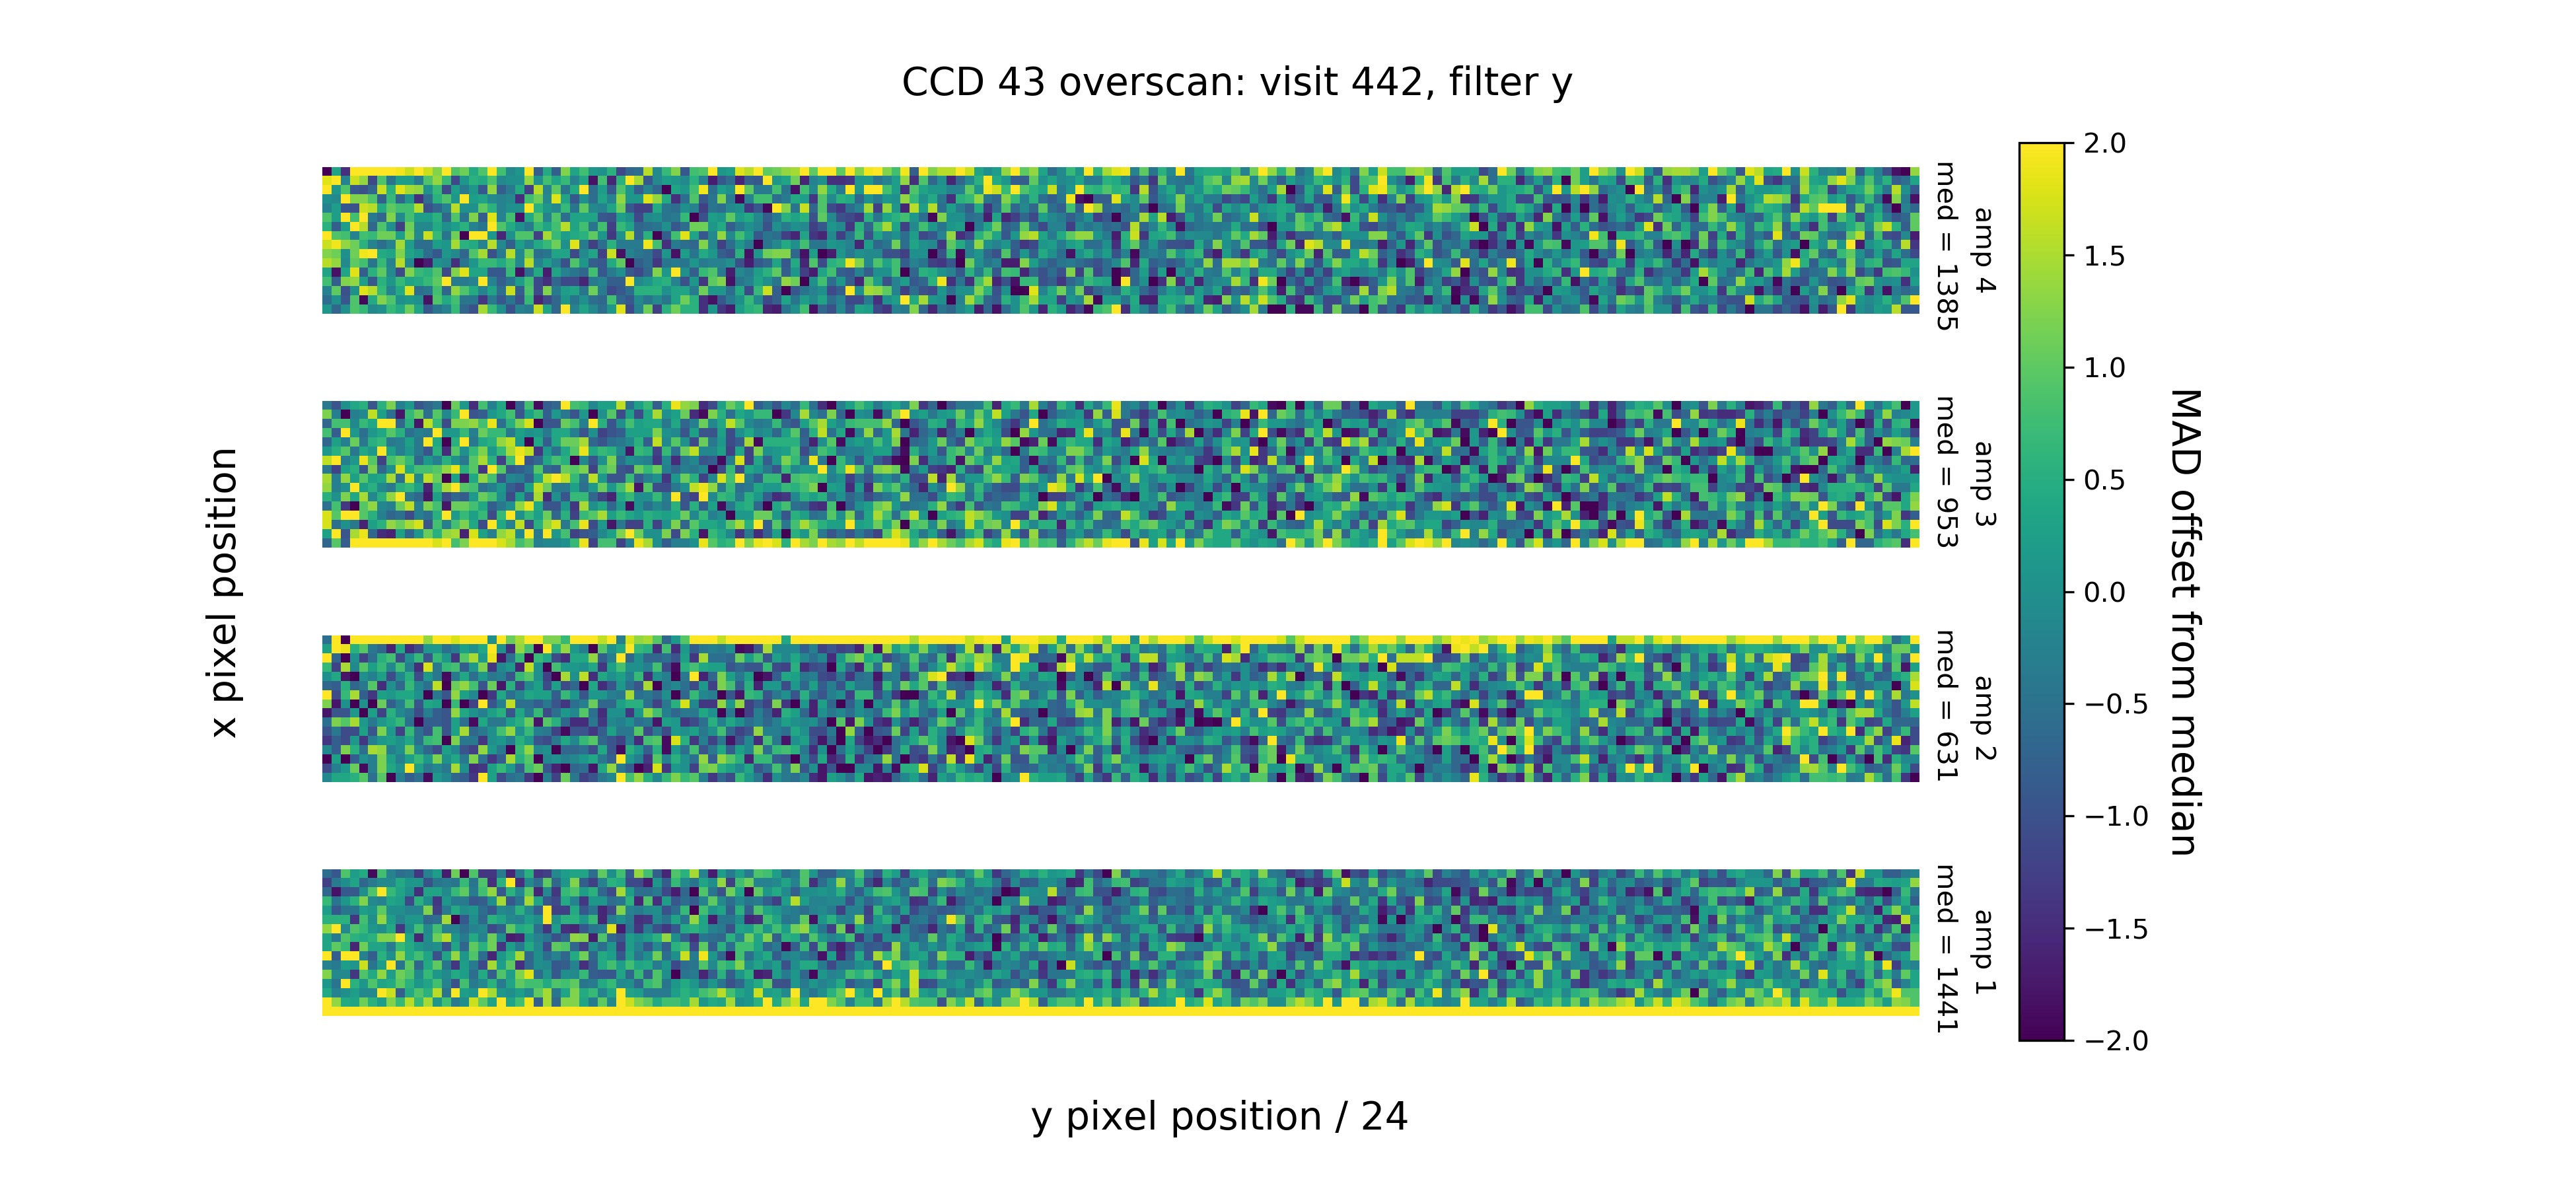 CCD 43 overscan: visit 442, filter y
x pixel position
amp 4
med = 1385
amp 3
med = 953
amp 2
med = 631
amp 1
med = 1441
y pixel position / 24
2.0
1.5
1.0
0.5
0.0
−0.5
−1.0
−1.5
−2.0
MAD offset from median